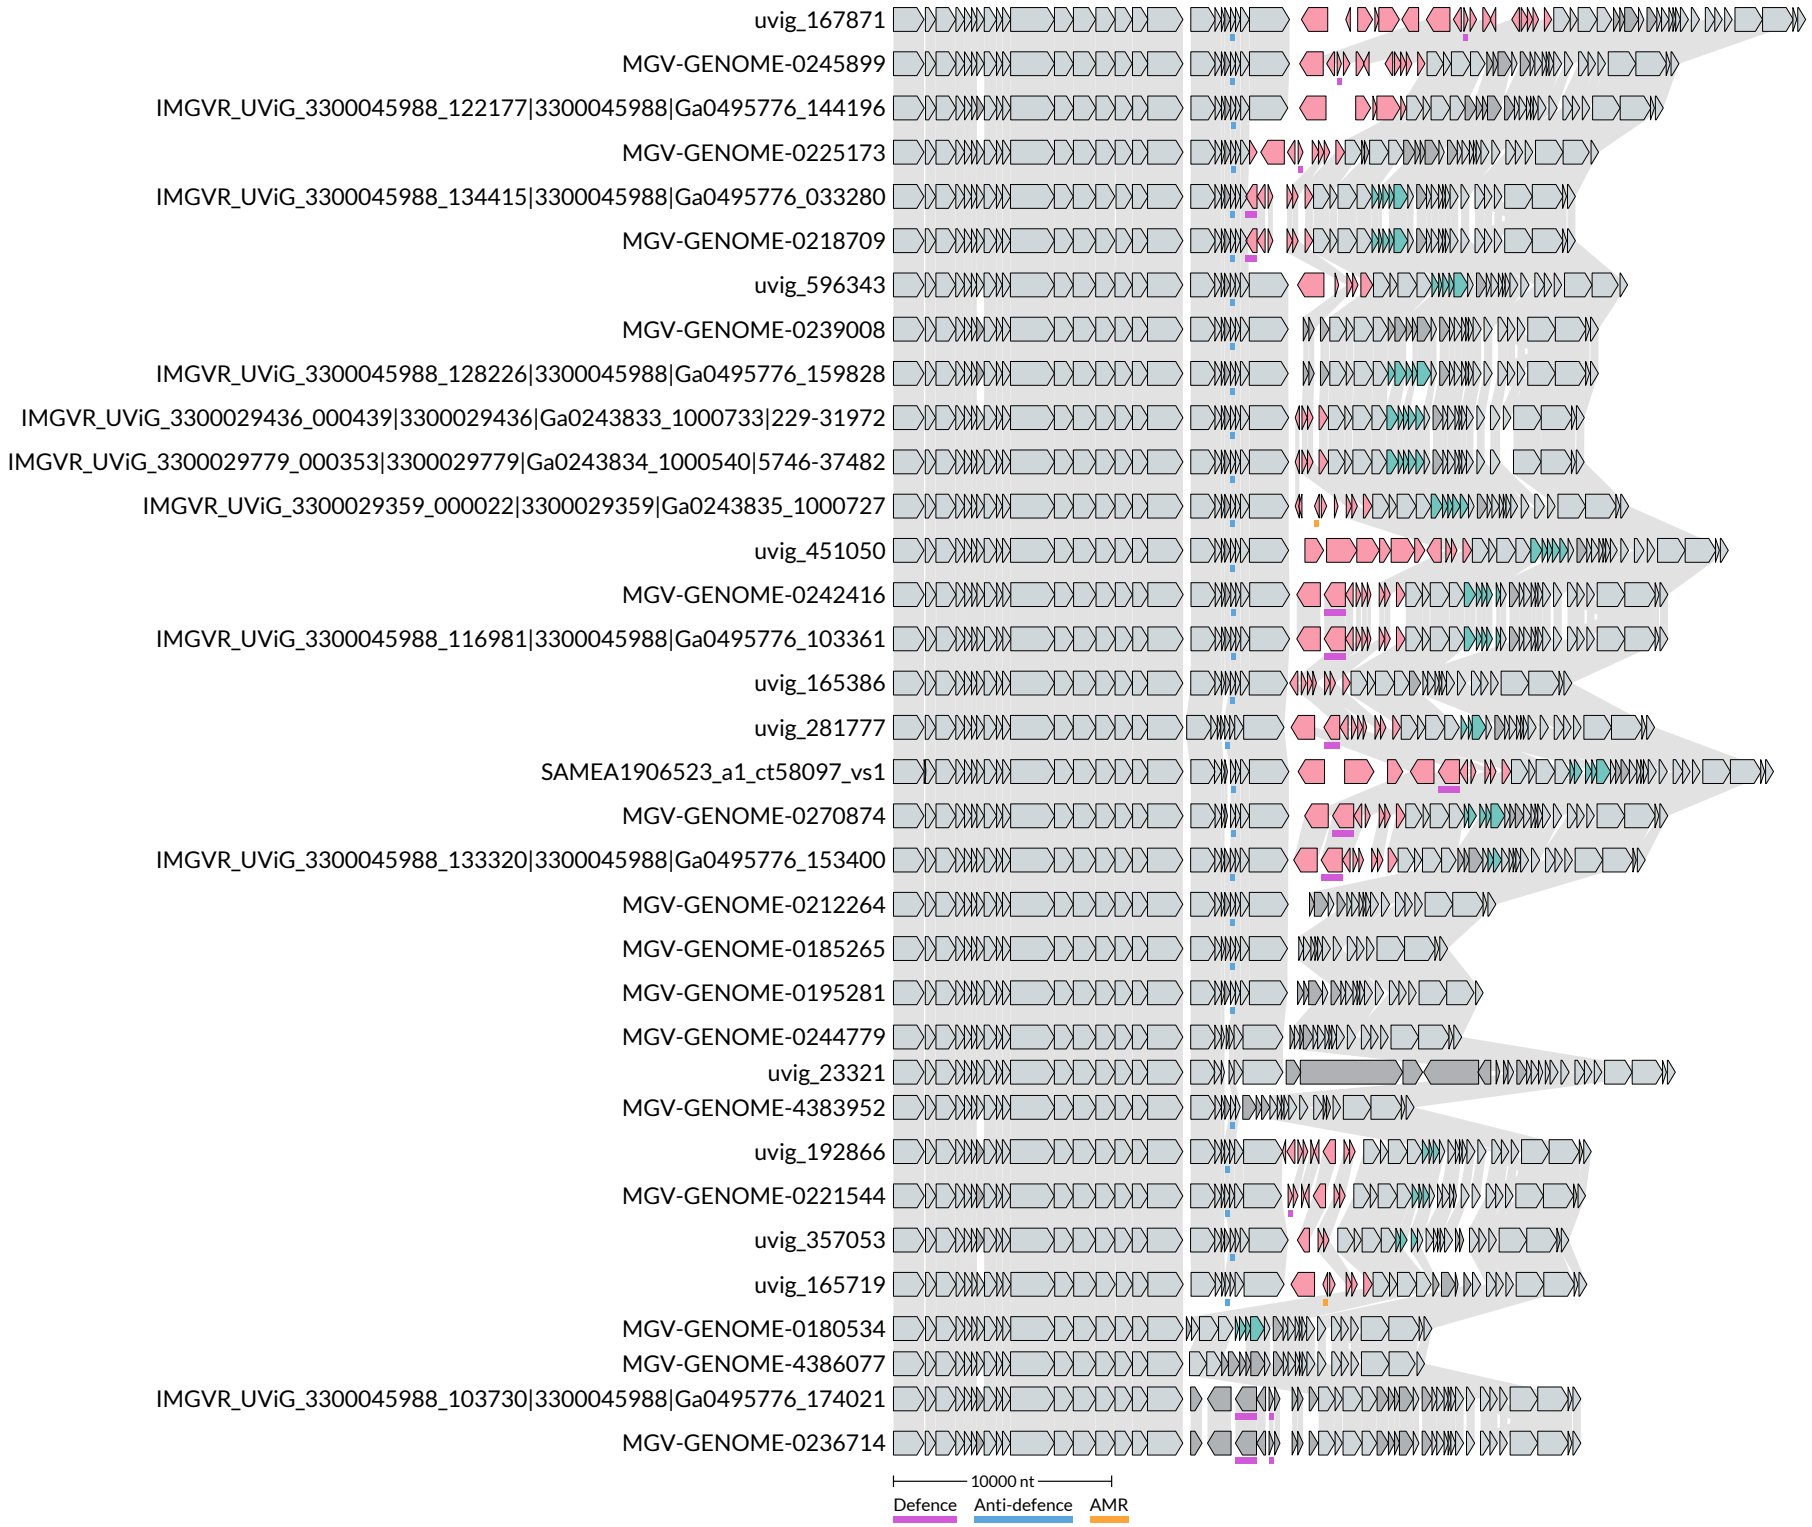 uvig_167871
MGV-GENOME-0245899
IMGVR_UViG_3300045988_122177|3300045988|Ga0495776_144196
MGV-GENOME-0225173
IMGVR_UViG_3300045988_134415|3300045988|Ga0495776_033280
MGV-GENOME-0218709
uvig_596343
MGV-GENOME-0239008
IMGVR_UViG_3300045988_128226|3300045988|Ga0495776_159828
IMGVR_UViG_3300029436_000439|3300029436|Ga0243833_1000733|229-31972
IMGVR_UViG_3300029779_000353|3300029779|Ga0243834_1000540|5746-37482
IMGVR_UViG_3300029359_000022|3300029359|Ga0243835_1000727
uvig_451050
MGV-GENOME-0242416
IMGVR_UViG_3300045988_116981|3300045988|Ga0495776_103361
uvig_165386
uvig_281777
SAMEA1906523_a1_ct58097_vs1
MGV-GENOME-0270874
IMGVR_UViG_3300045988_133320|3300045988|Ga0495776_153400
MGV-GENOME-0212264
MGV-GENOME-0185265
MGV-GENOME-0195281
MGV-GENOME-0244779
uvig_23321
MGV-GENOME-4383952
uvig_192866
MGV-GENOME-0221544
uvig_357053
uvig_165719
MGV-GENOME-0180534
MGV-GENOME-4386077
IMGVR_UViG_3300045988_103730|3300045988|Ga0495776_174021
MGV-GENOME-0236714
10000 nt
Defence Anti-defence AMR